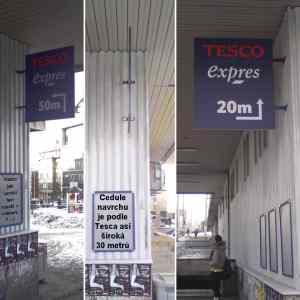 TESCO
expres
50m
Cedule
navrchu
je podle
Tesca asi
široká
30 metrů
TESCO
expres
20m